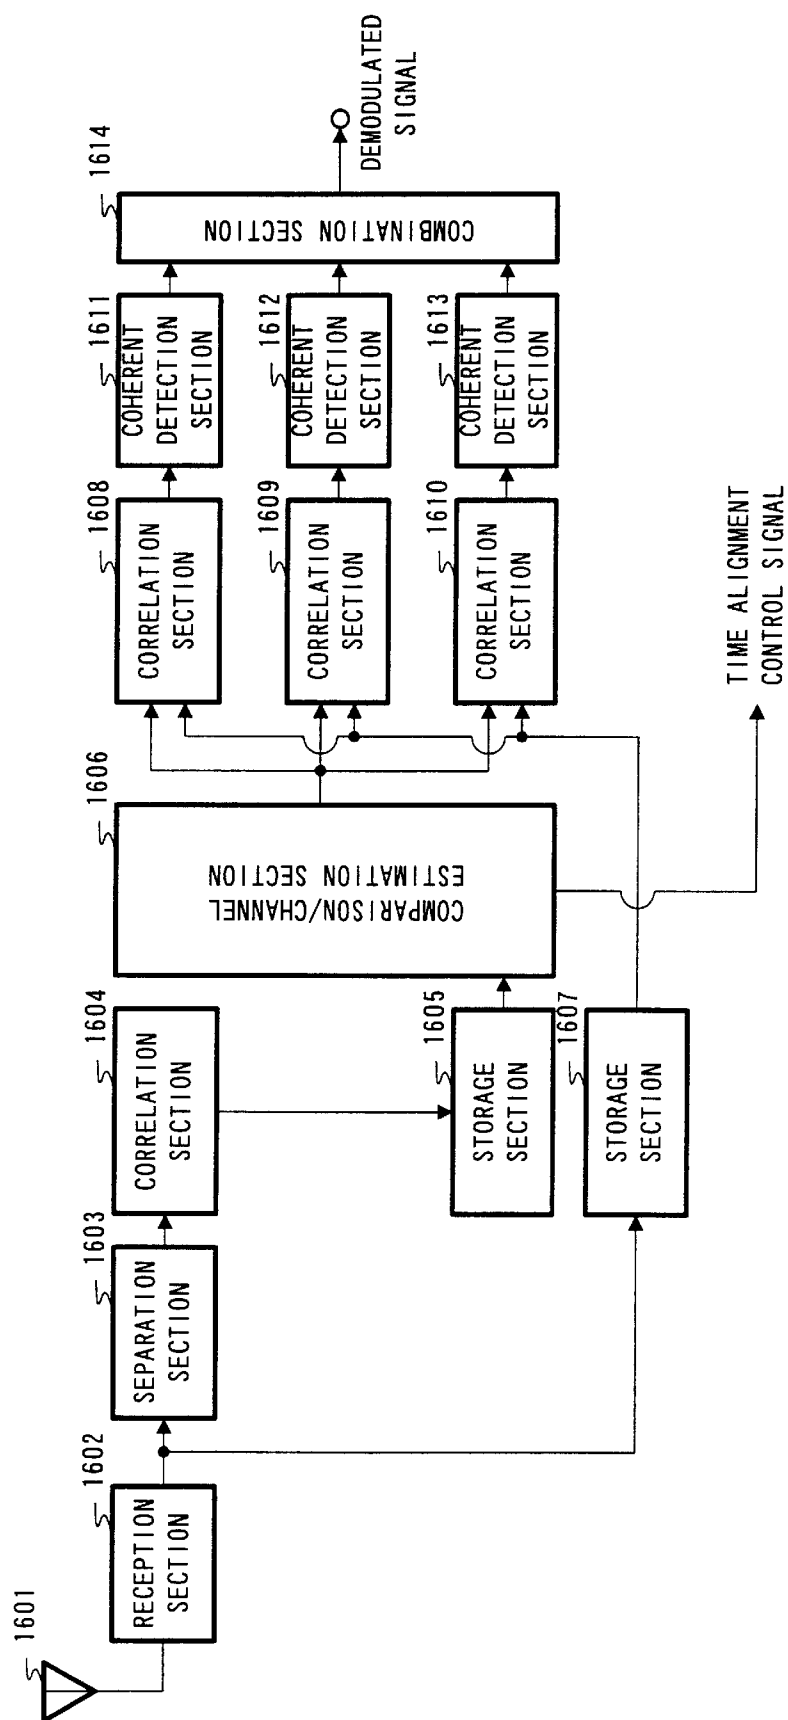 1601
1602
RECEPTION
SECTION
1603
SEPARATION
SECTION
1604
CORRELATION
SECTION
1605
STORAGE
SECTION
1607
STORAGE
SECTION
1606
COMPARISON/CHANNEL
ESTIMATION SECTION
TIME ALIGNMENT
CONTROL SIGNAL
1608
CORRELATION
SECTION
1609
CORRELATION
SECTION
1610
CORRELATION
SECTION
1611
COHERENT
DETECTION
SECTION
1612
COHERENT
DETECTION
SECTION
1613
COHERENT
DETECTION
SECTION
1614
COMBINATION SECTION
DEMODULATED
SIGNAL